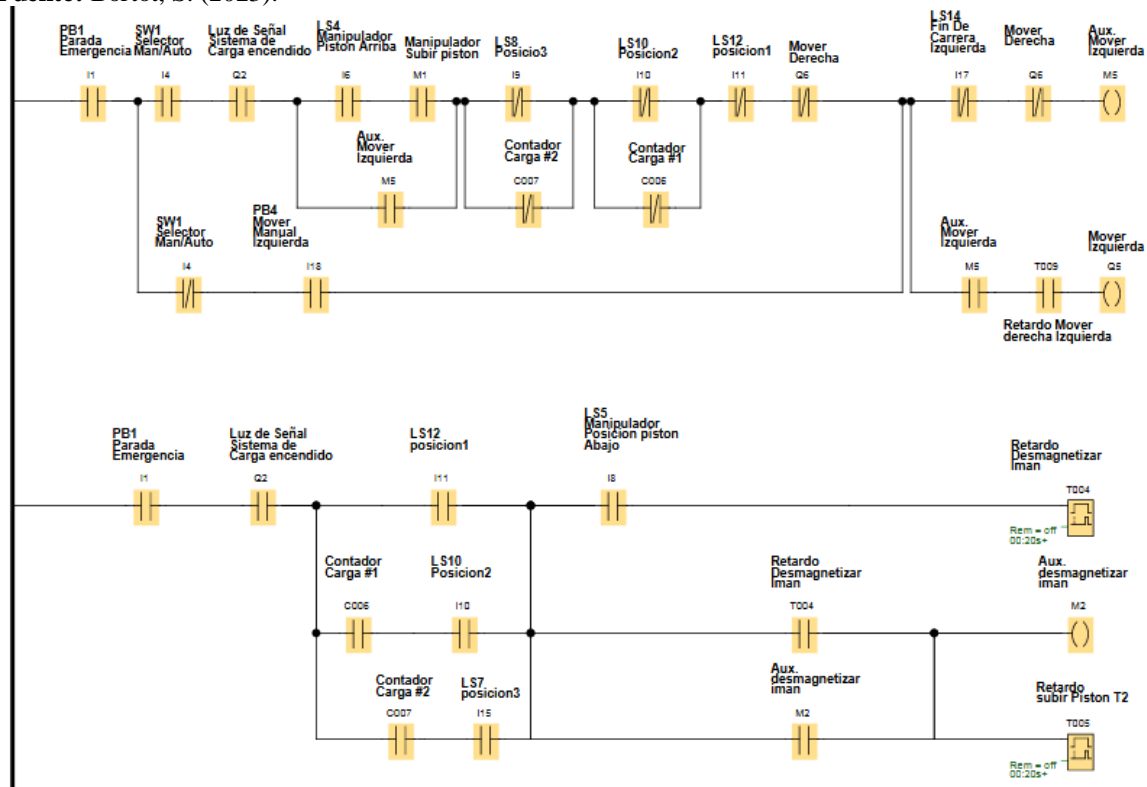 Fuente: Bortot, S. (2023).
PB1
Parada
Emergencia
I1
SW1
Selector
Man/Auto
I4
Luz de Señal
Sistema de
Carga encendido
Q2
LS4
Manipulador
Piston Arriba
I6
Manipulador
Subir piston
M1
LS8
Posicio3
I9
LS10
Posicion2
I10
LS12
posicion1
I11
Mover
Derecha
Q6
LS14
Fin De
Carrera
Izquierda
I17
Mover
Derecha
Q6
Aux.
Mover
Izquierda
M5
Aux.
Mover
Izquierda
M5
Contador
Carga #2
C007
Contador
Carga #1
C006
SW1
Selector
Man/Auto
I4
PB4
Mover
Manual
Izquierda
I18
Aux.
Mover
Izquierda
M5
T009
Retardo Mover
derecha Izquierda
Mover
Izquierda
Q5
PB1
Parada
Emergencia
I1
Luz de Señal
Sistema de
Carga encendido
Q2
LS12
posicion1
I11
LS5
Manipulador
Posicion piston
Abajo
I8
Retardo
Desmagnetizar
Iman
T004
Rem = off
00:20s+
Contador
Carga #1
C006
LS10
Posicion2
I10
Retardo
Desmagnetizar
Iman
T004
Aux.
desmagnetizar
iman
M2
Contador
Carga #2
C007
LS7
posicion3
I15
Aux.
desmagnetizar
iman
M2
Retardo
subir Piston T2
T005
Rem = off
00:20s+